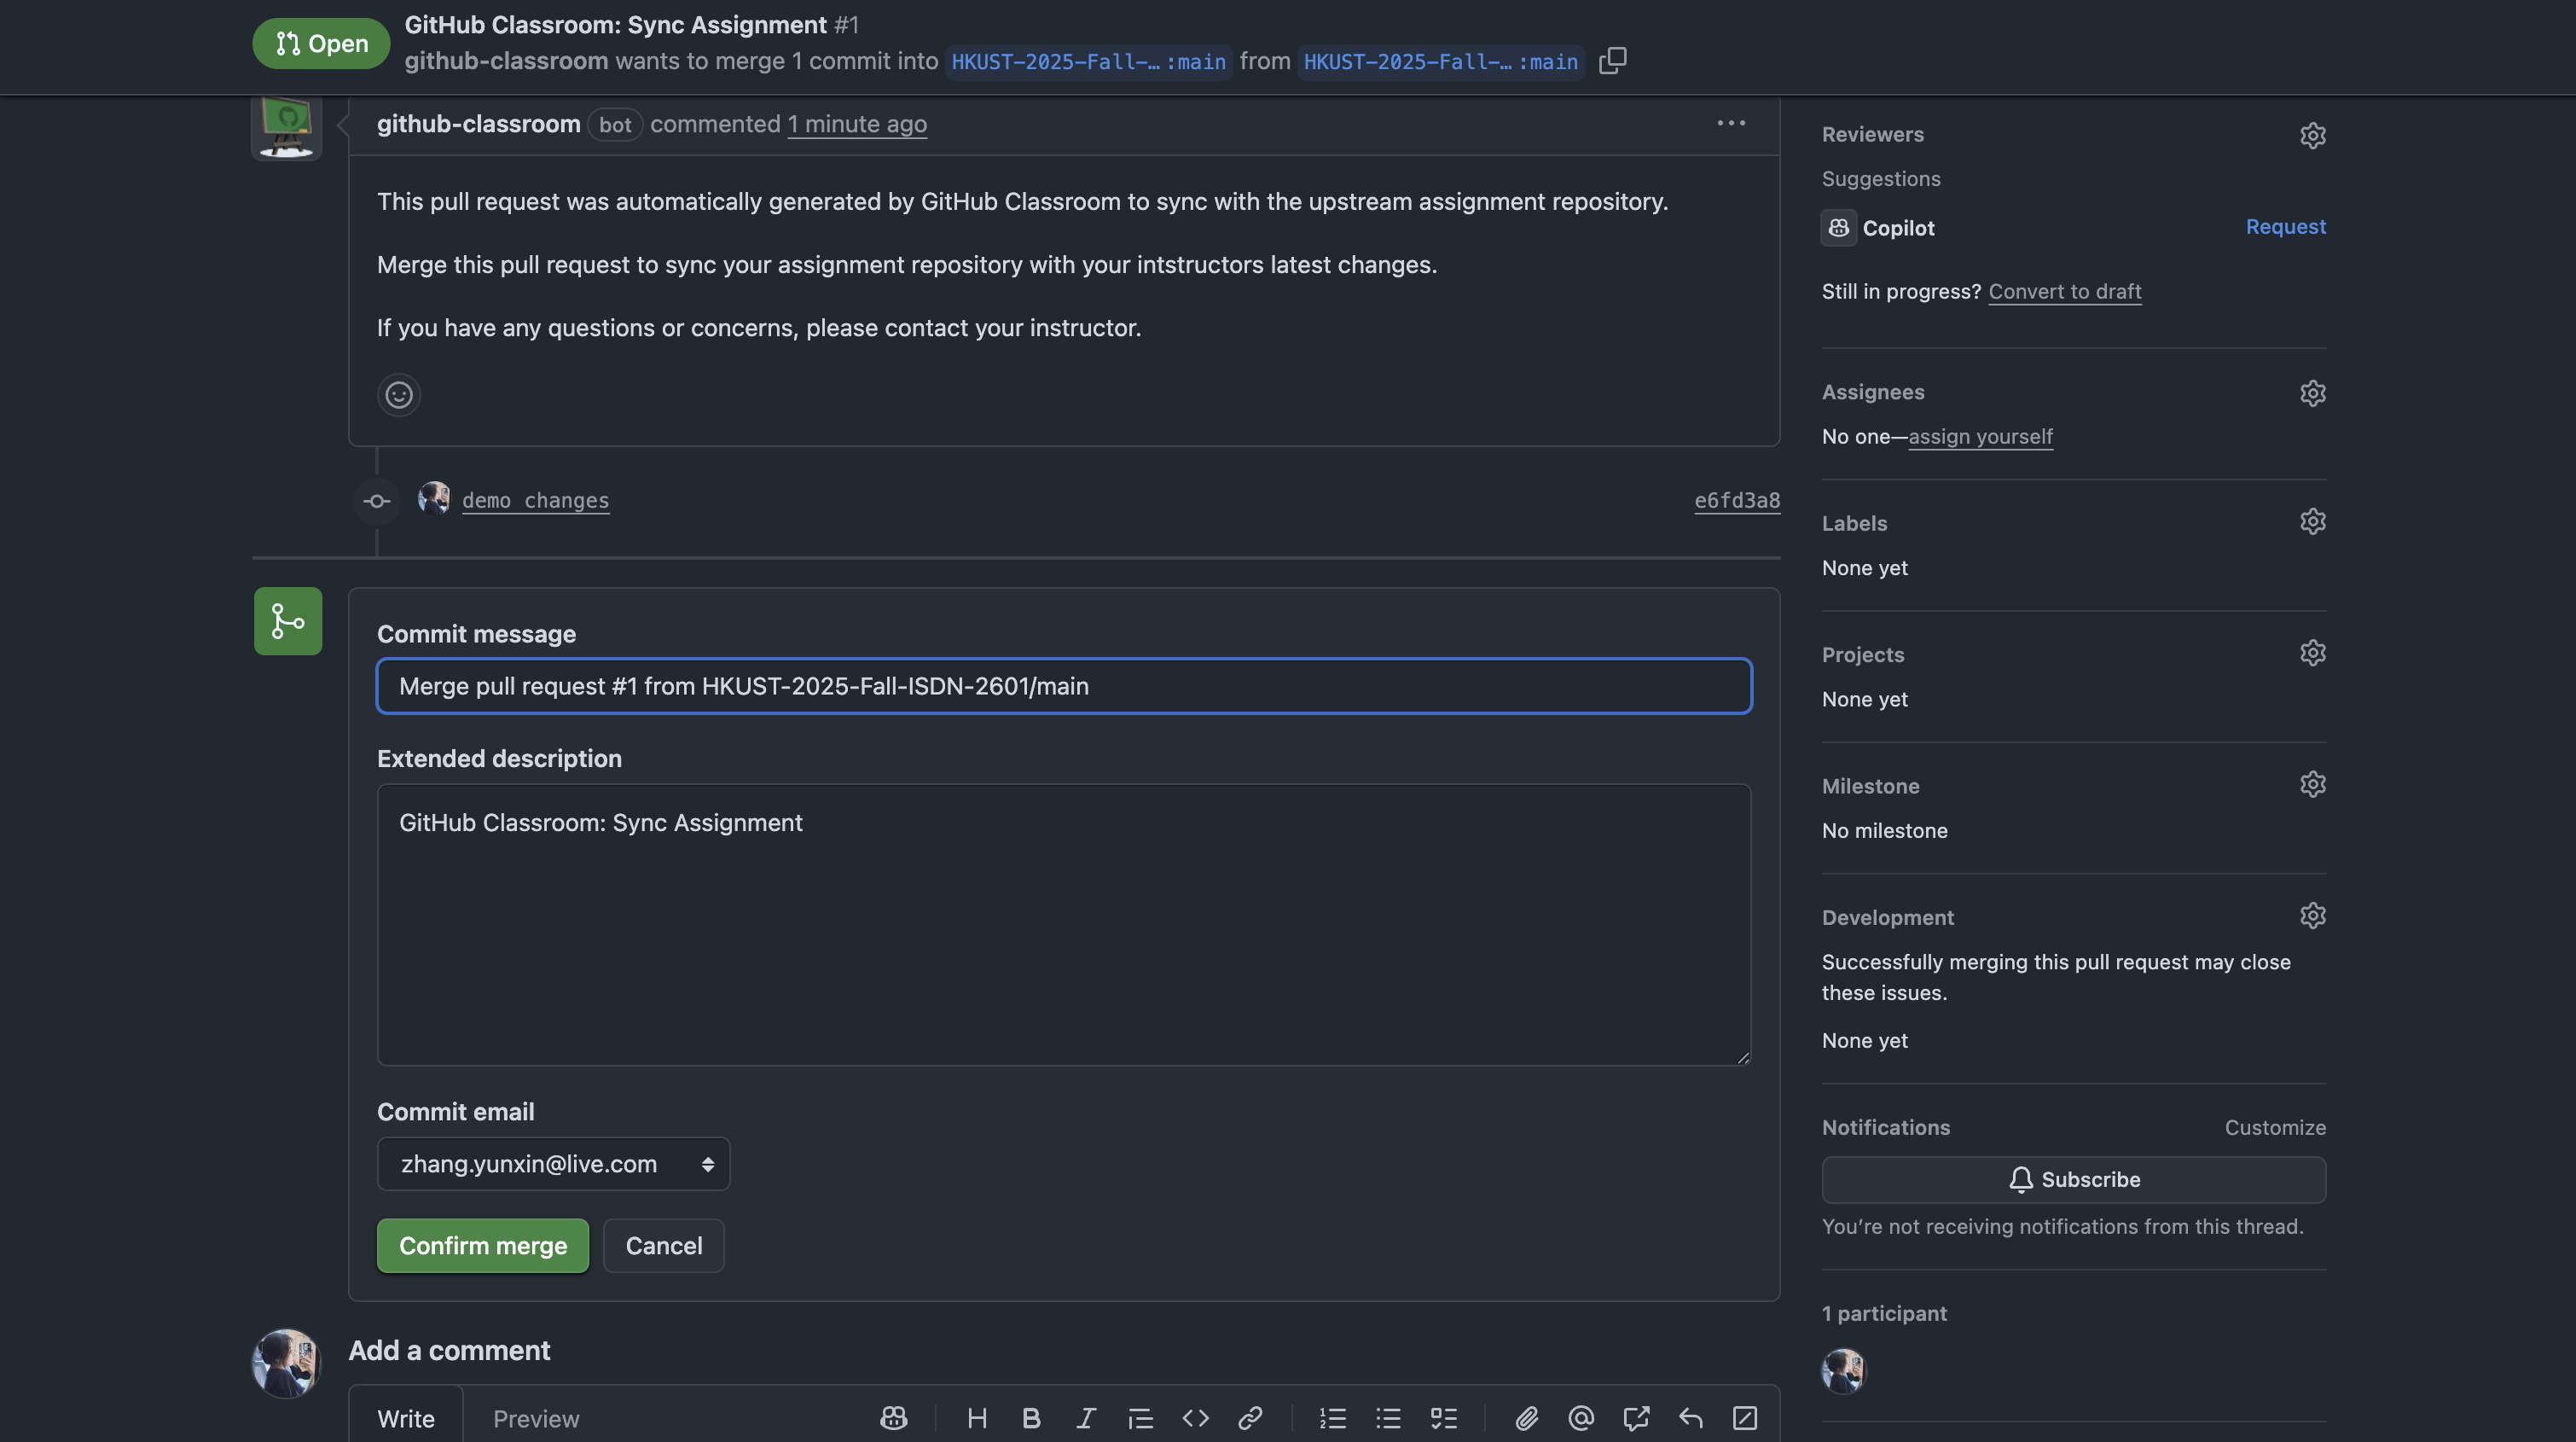 Open
GitHub Classroom: Sync Assignment #1
github-classroom wants to merge 1 commit into HKUST-2025-Fall-… :main from HKUST-2025-Fall-… :main
github-classroom bot commented 1 minute ago
This pull request was automatically generated by GitHub Classroom to sync with the upstream assignment repository.
Merge this pull request to sync your assignment repository with your intstructors latest changes.
If you have any questions or concerns, please contact your instructor.
demo changes e6fd3a8
Commit message
Merge pull request #1 from HKUST-2025-Fall-ISDN-2601/main
Extended description
GitHub Classroom: Sync Assignment
Commit email
zhang.yunxin@live.com
Confirm merge Cancel
Add a comment
Write Preview
Reviewers
Suggestions
Copilot Request
Still in progress? Convert to draft
Assignees
No one—assign yourself
Labels
None yet
Projects
None yet
Milestone
No milestone
Development
Successfully merging this pull request may close
these issues.
None yet
Notifications Customize
Subscribe
You’re not receiving notifications from this thread.
1 participant